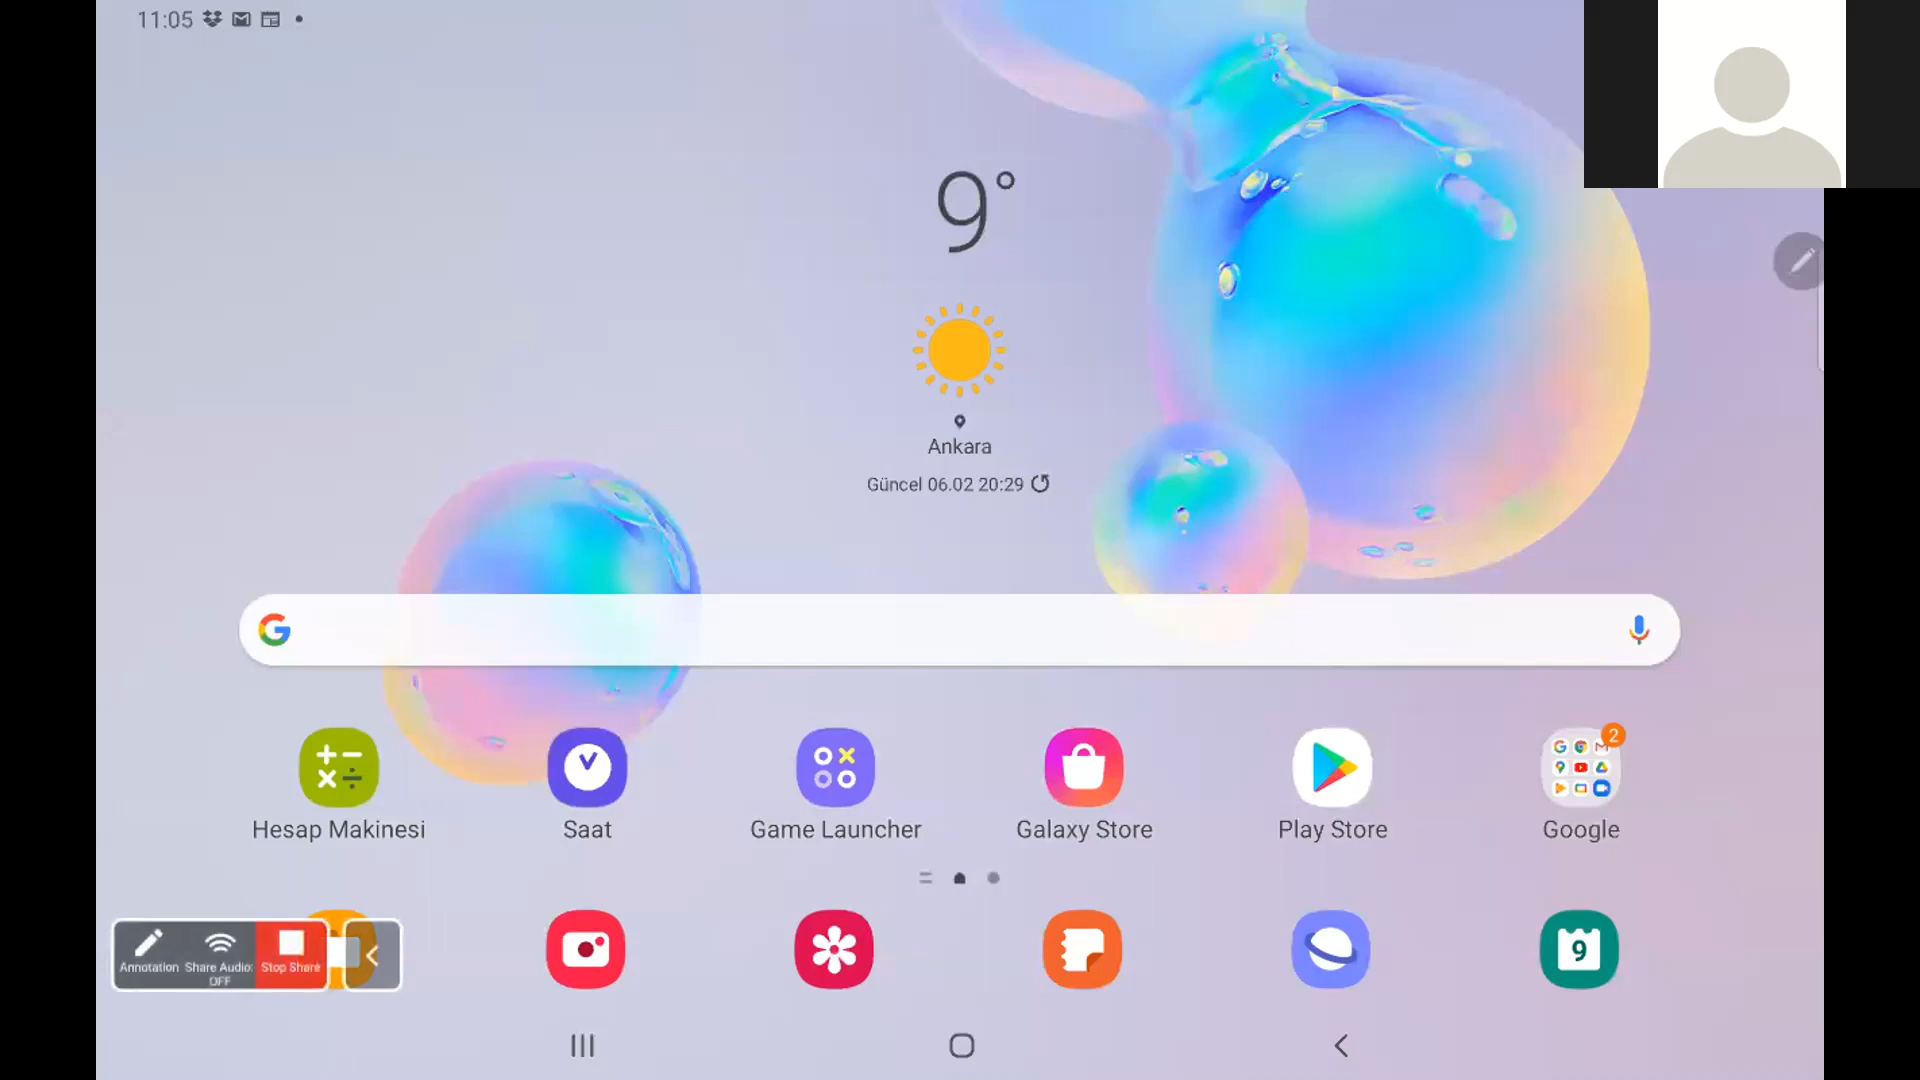 11:05
9°
Ankara
Güncel 06.02 20:29
2
Hesap Makinesi
Saat
Game Launcher
Galaxy Store
Play Store
Google
Annotation
Share Audio:
OFF
Stop Share
9